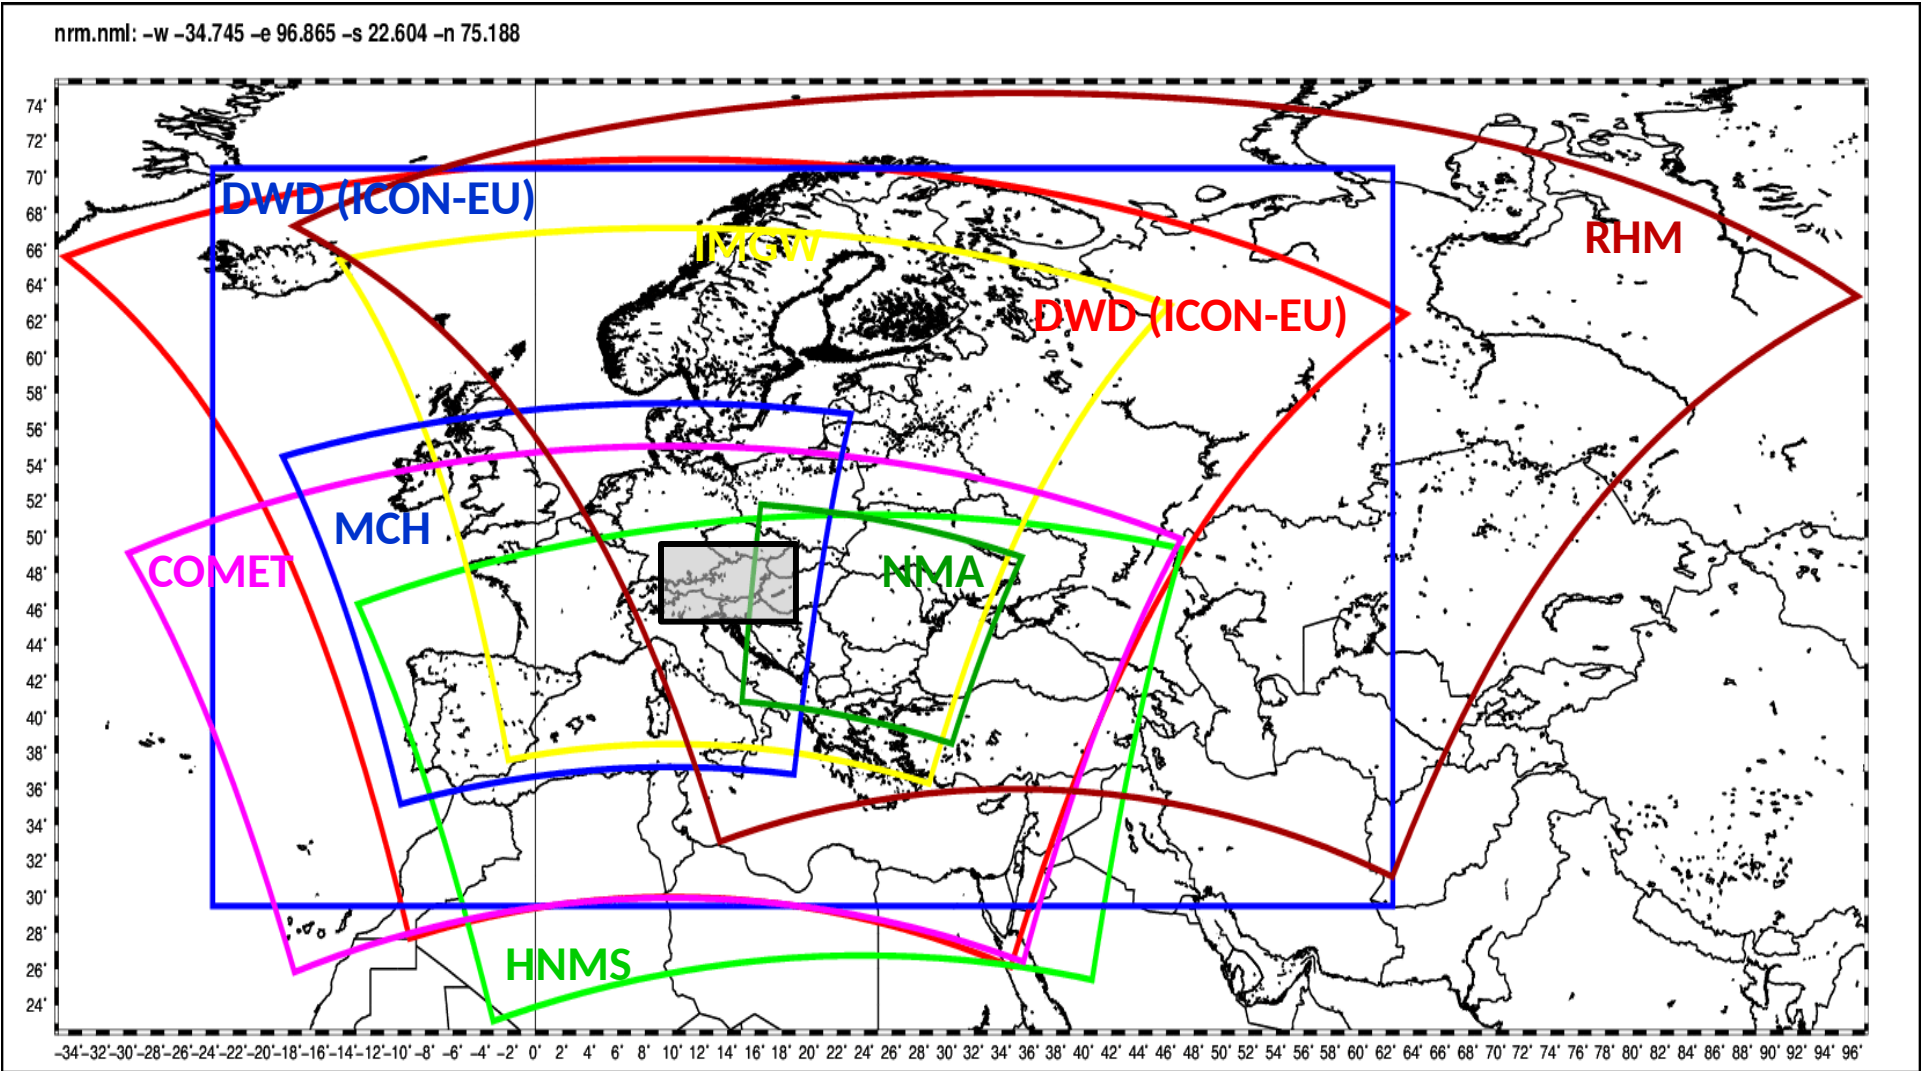 nrm.nml: −w −34.745 −e 96.865 −s 22.604 −n 75.188
74˚
72˚
70˚
68˚
66˚
64˚
62˚
60˚
58˚
56˚
54˚
52˚
50˚
48˚
46˚
44˚
42˚
40˚
38˚
36˚
34˚
32˚
30˚
28˚
26˚
24˚
DWD (ICON-EU)
IMGW
RHM
DWD (ICON-EU)
MCH
COMET
NMA
HNMS
−34˚−32˚−30˚−28˚−26˚−24˚−22˚−20˚−18˚−16˚−14˚−12˚−10˚ −8˚ −6˚ −4˚ −2˚ 0˚ 2˚ 4˚ 6˚ 8˚ 10˚ 12˚ 14˚ 16˚ 18˚ 20˚ 22˚ 24˚ 26˚ 28˚ 30˚ 32˚ 34˚ 36˚ 38˚ 40˚ 42˚ 44˚ 46˚ 48˚ 50˚ 52˚ 54˚ 56˚ 58˚ 60˚ 62˚ 64˚ 66˚ 68˚ 70˚ 72˚ 74˚ 76˚ 78˚ 80˚ 82˚ 84˚ 86˚ 88˚ 90˚ 92˚ 94˚ 96˚